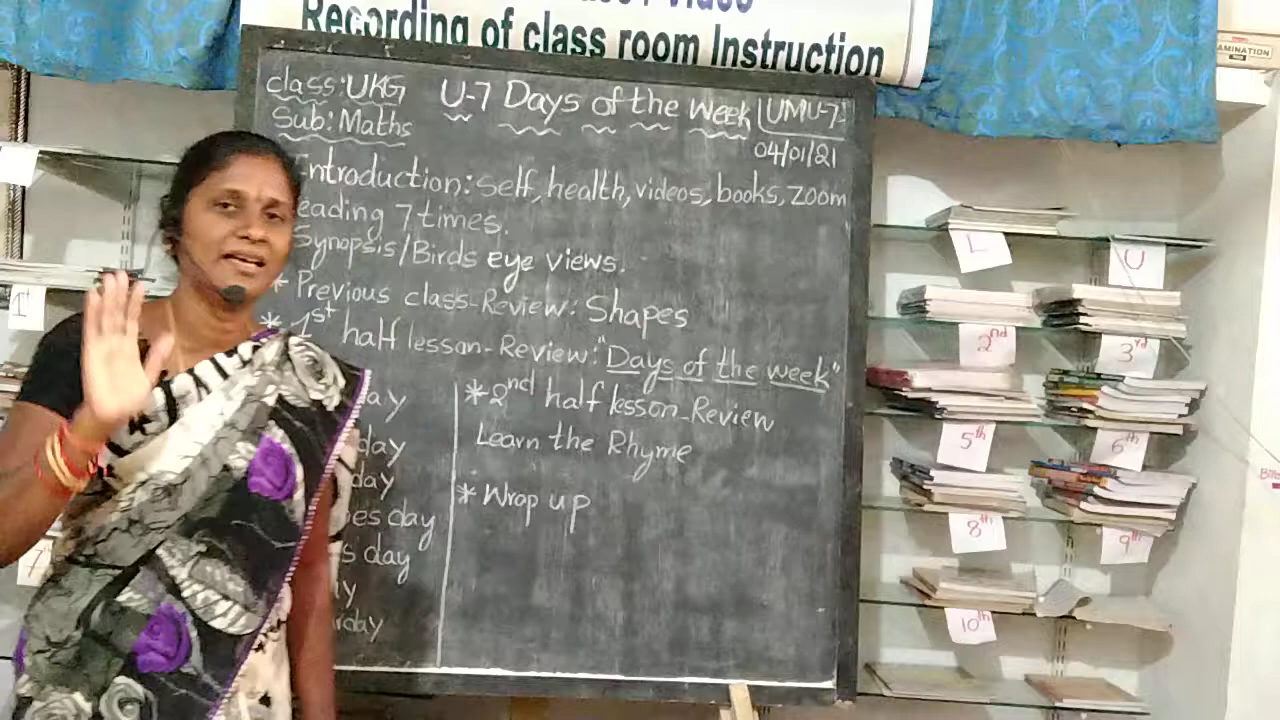 Recording of class room Instruction
AMINATION
class: UKG
U-7 Days of the week
UMU-7
Sub: Maths
04/01/21
Introduction: Self, health, videos, books, zoom
eading 7 times.
Synopsis/Birds eye views.
* Previous class-Review: Shapes
* 1st half lesson-Review: "Days of the week"
ay
day
day
es day
s day
y
day
* 2nd half lesson-Review
Learn the Rhyme
* Wrap up
L
U
1st
2nd
3rd
5th
6th
7
8th
9th
10th